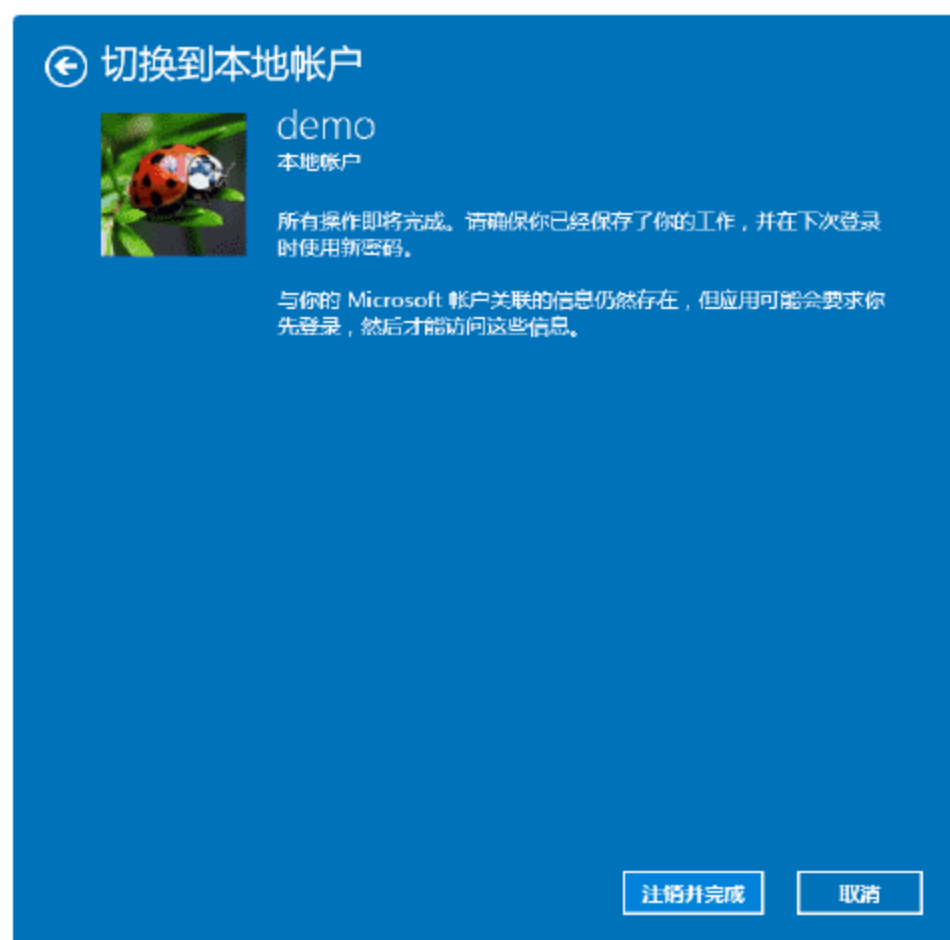 切换到本地帐户
demo
本地帐户
所有操作即将完成。请确保你已经保存了你的工作，并在下次登录
时使用新密码。
与你的 Microsoft 帐户关联的信息仍然存在，但应用可能会要求你
先登录，然后才能访问这些信息。
注销并完成
取消